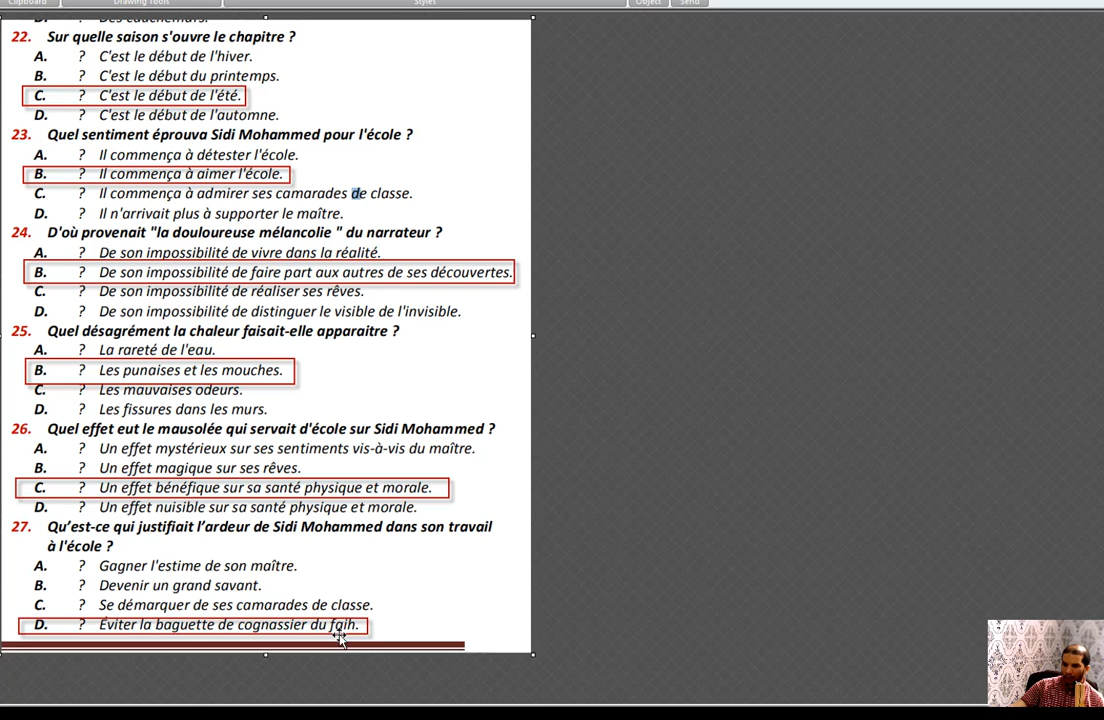 Clipboard
Drawing Tools
Styles
Object
Send
D. ? Des cauchemars.
22. Sur quelle saison s'ouvre le chapitre ?
A. ? C'est le début de l'hiver.
B. ? C'est le début du printemps.
C. ? C'est le début de l'été.
D. ? C'est le début de l'automne.
23. Quel sentiment éprouva Sidi Mohammed pour l'école ?
A. ? Il commença à détester l'école.
B. ? Il commença à aimer l'école.
C. ? Il commença à admirer ses camarades de classe.
D. ? Il n'arrivait plus à supporter le maître.
24. D'où provenait "la douloureuse mélancolie " du narrateur ?
A. ? De son impossibilité de vivre dans la réalité.
B. ? De son impossibilité de faire part aux autres de ses découvertes.
C. ? De son impossibilité de réaliser ses rêves.
D. ? De son impossibilité de distinguer le visible de l'invisible.
25. Quel désagrément la chaleur faisait-elle apparaitre ?
A. ? La rareté de l'eau.
B. ? Les punaises et les mouches.
C. ? Les mauvaises odeurs.
D. ? Les fissures dans les murs.
26. Quel effet eut le mausolée qui servait d'école sur Sidi Mohammed ?
A. ? Un effet mystérieux sur ses sentiments vis-à-vis du maître.
B. ? Un effet magique sur ses rêves.
C. ? Un effet bénéfique sur sa santé physique et morale.
D. ? Un effet nuisible sur sa santé physique et morale.
27. Qu’est-ce qui justifiait l’ardeur de Sidi Mohammed dans son travail
à l'école ?
A. ? Gagner l'estime de son maître.
B. ? Devenir un grand savant.
C. ? Se démarquer de ses camarades de classe.
D. ? Éviter la baguette de cognassier du fqih.